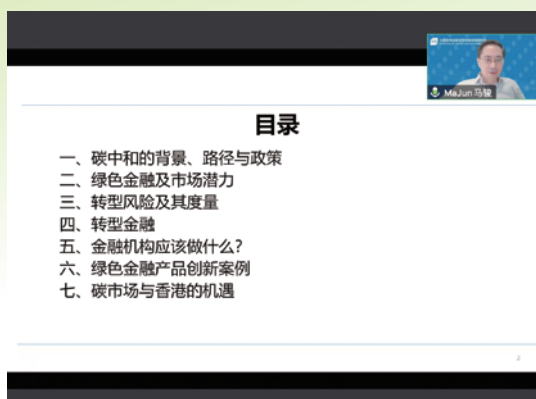 MaJun 马骏
目录
一、碳中和的背景、路径与政策
二、绿色金融及市场潜力
三、转型风险及其度量
四、转型金融
五、金融机构应该做什么？
六、绿色金融产品创新案例
七、碳市场与香港的机遇
2